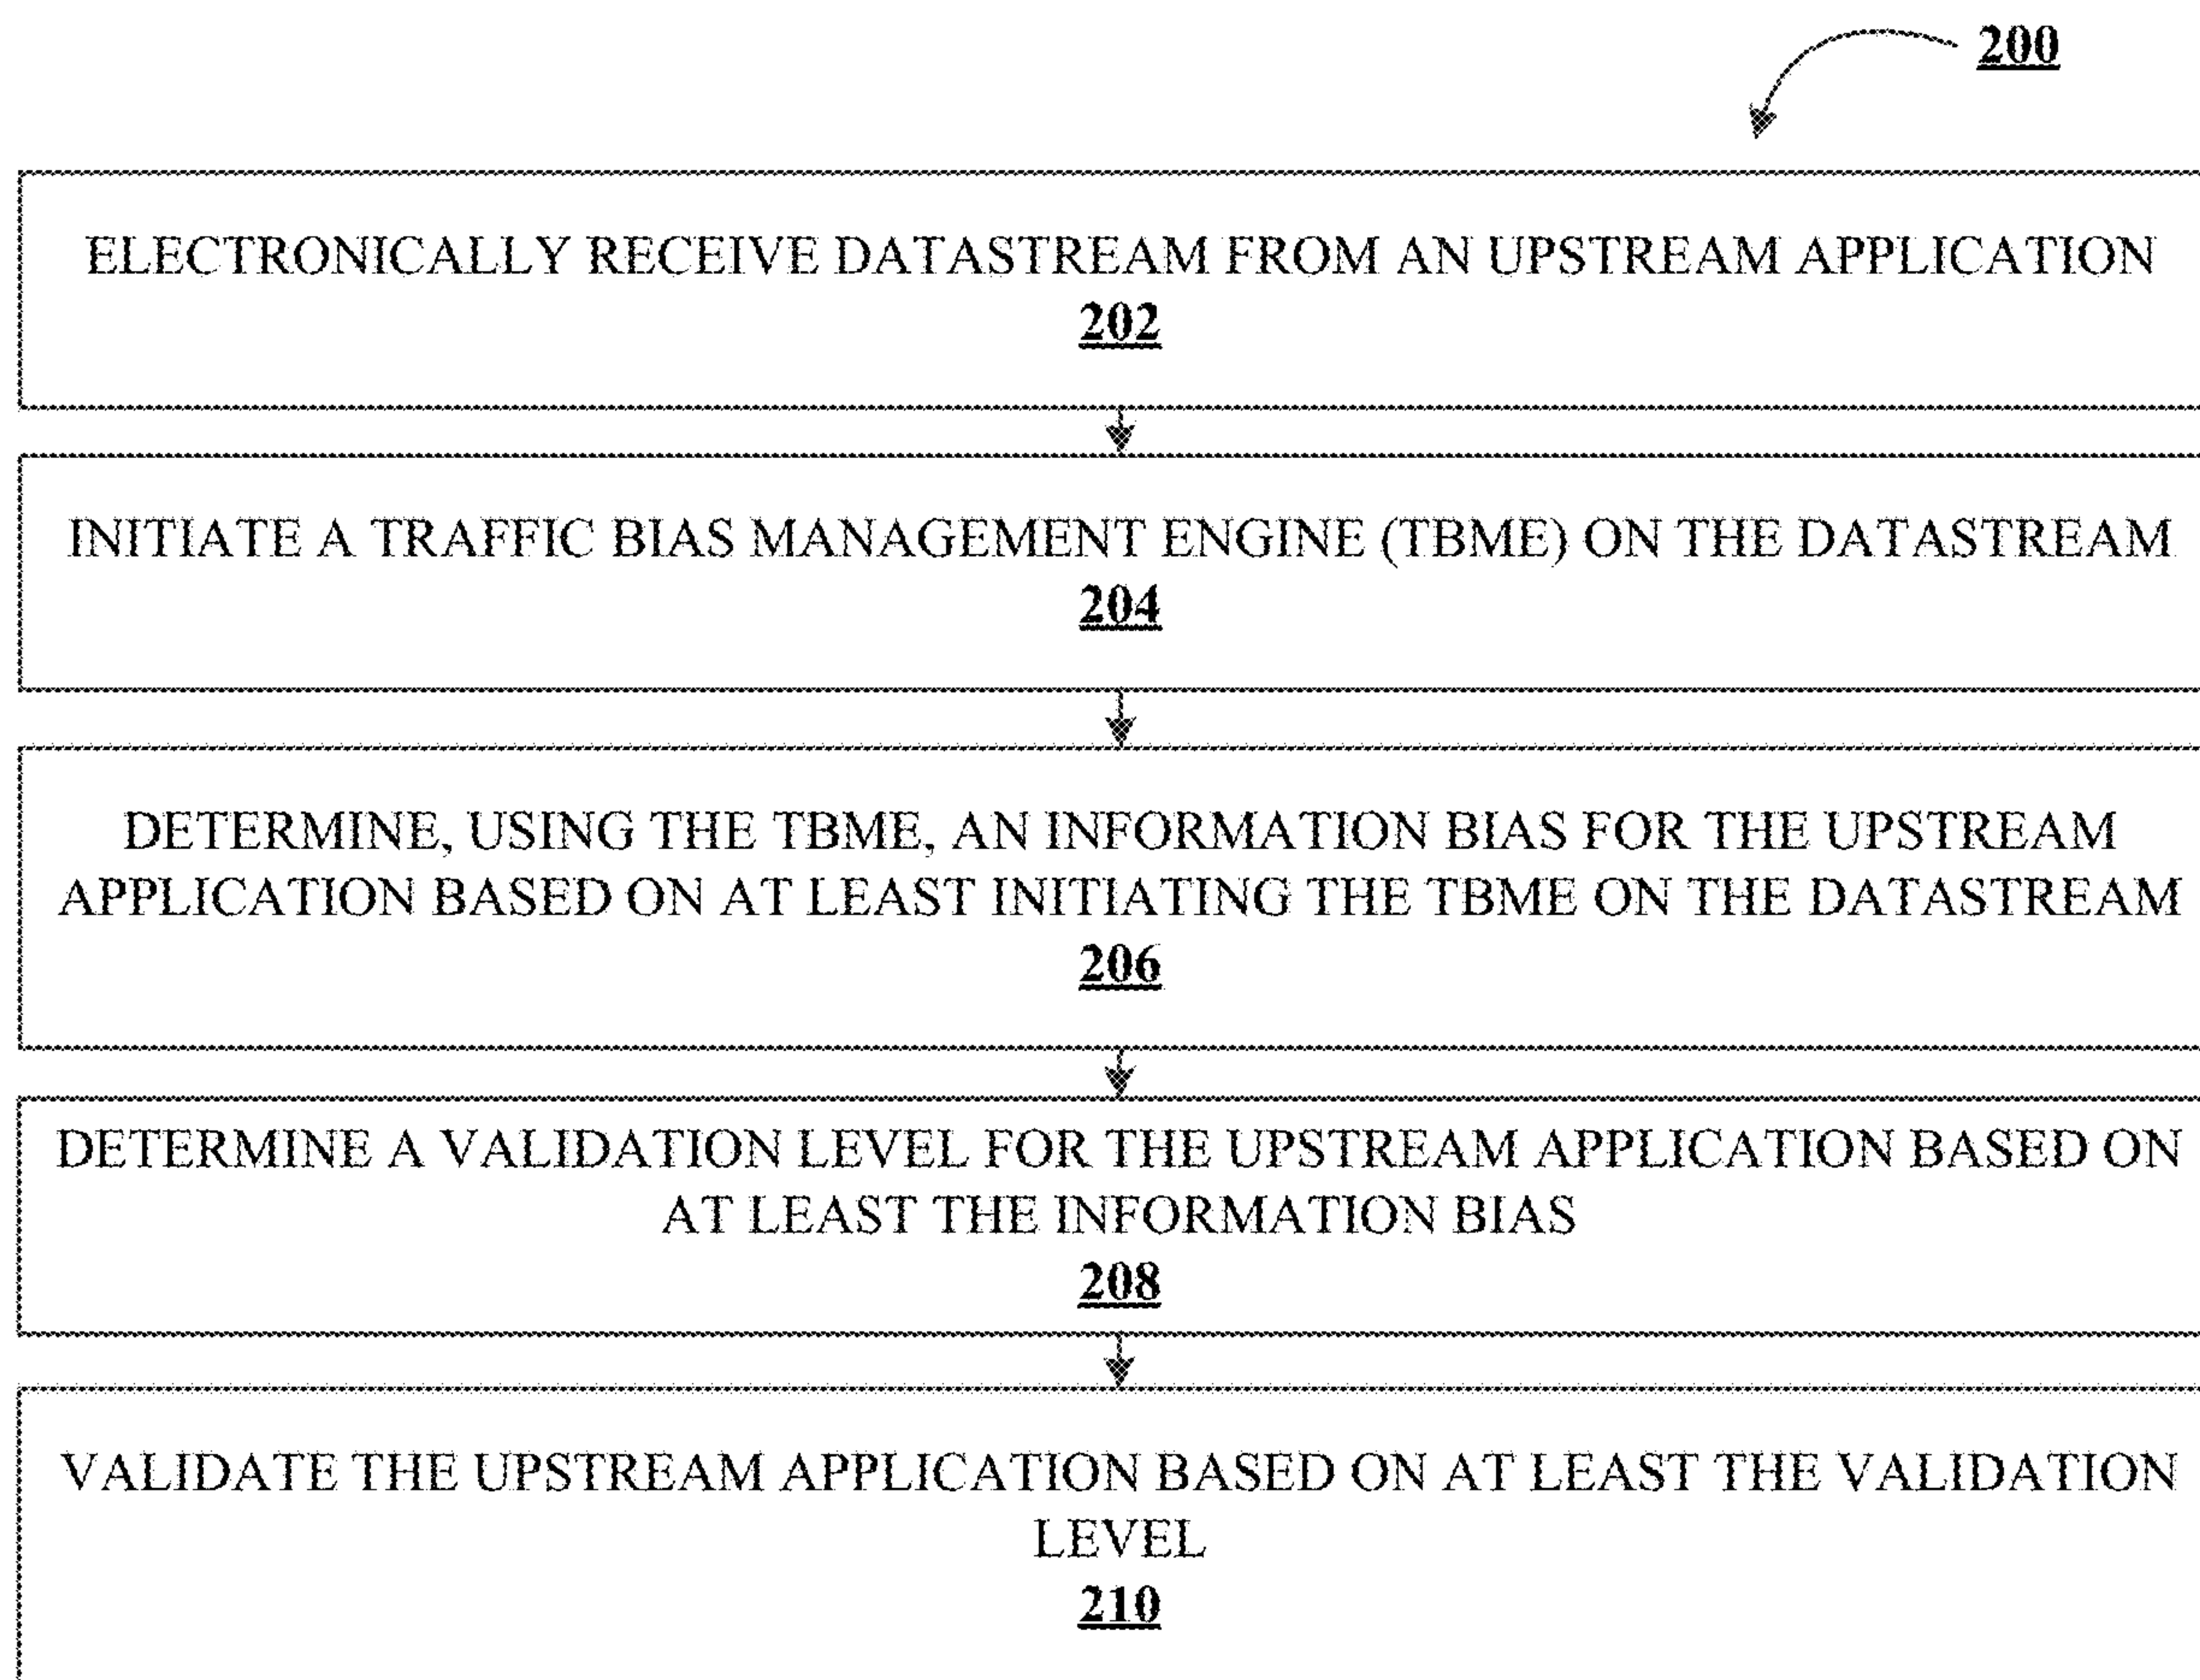 200
ELECTRONICALLY RECEIVE DATASTREAM FROM AN UPSTREAM APPLICATION
202
INITIATE A TRAFFIC BIAS MANAGEMENT ENGINE (TBME) ON THE DATASTREAM
204
DETERMINE, USING THE TBME, AN INFORMATION BIAS FOR THE UPSTREAM
APPLICATION BASED ON AT LEAST INITIATING THE TBME ON THE DATASTREAM
206
DETERMINE A VALIDATION LEVEL FOR THE UPSTREAM APPLICATION BASED ON
AT LEAST THE INFORMATION BIAS
208
VALIDATE THE UPSTREAM APPLICATION BASED ON AT LEAST THE VALIDATION
LEVEL
210